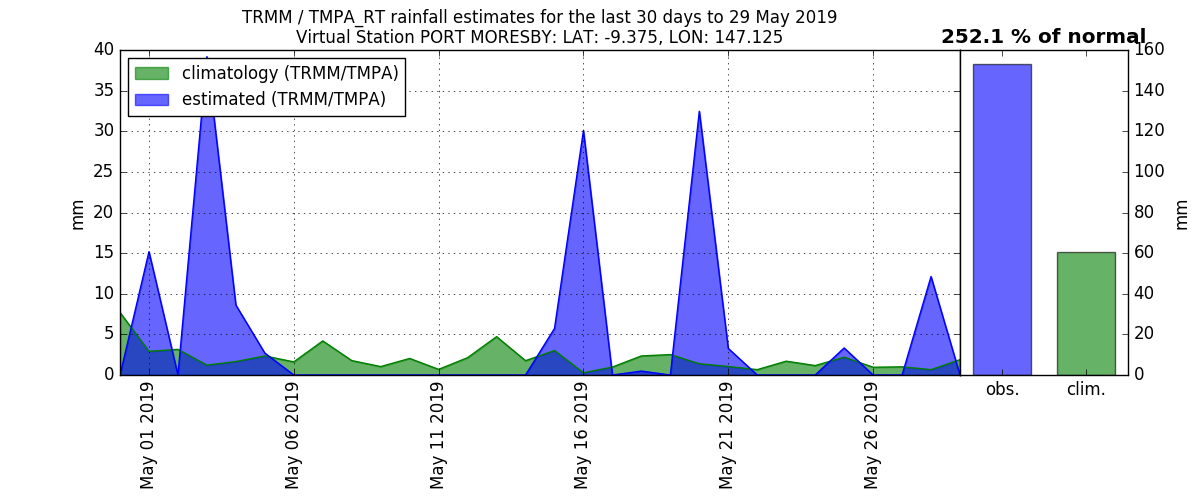 TRMM / TMPA_RT rainfall estimates for the last 30 days to 29 May 2019
Virtual Station PORT MORESBY: LAT: -9.375, LON: 147.125
252.1 % of normal
climatology (TRMM/TMPA)
estimated (TRMM/TMPA)
40
35
30
25
20
15
10
5
0
mm
May 01 2019
May 06 2019
May 11 2019
May 16 2019
May 21 2019
May 26 2019
obs.
clim.
160
140
120
100
80
60
40
20
0
mm